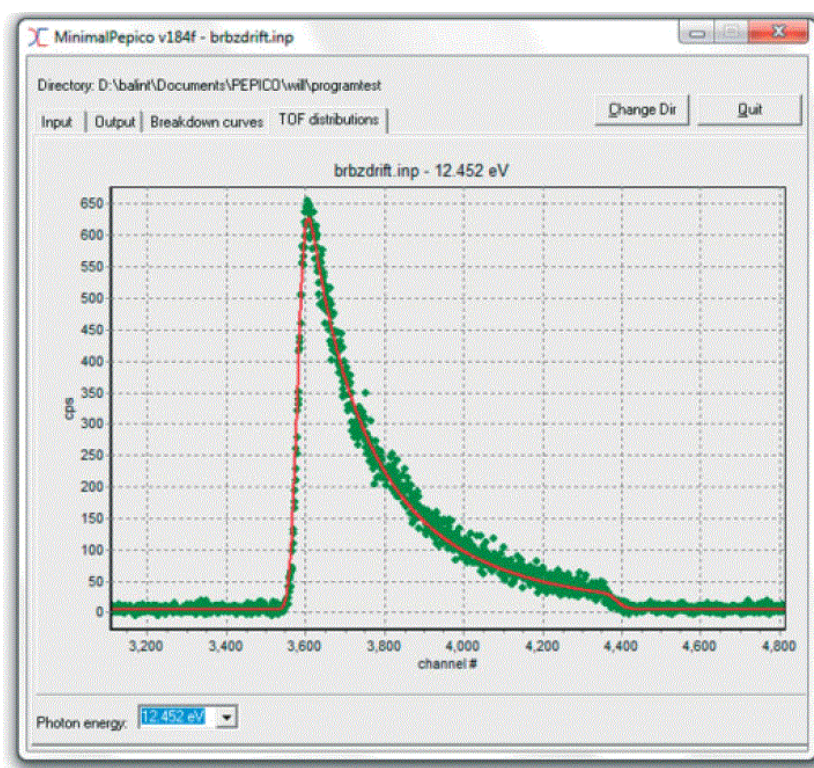 MinimalPepico v184f - brbzdrift.inp
Directory: D:\balint\Documents\PEPICO\will\programtest
Change Dir
Quit
Input
Output
Breakdown curves
TOF distributions
brbzdrift.inp - 12.452 eV
650
600
550
500
450
400
350
300
250
200
150
100
50
0
cps
3,200
3,400
3,600
3,800
4,000
4,200
4,400
4,600
4,800
channel #
Photon energy:
12.452 eV